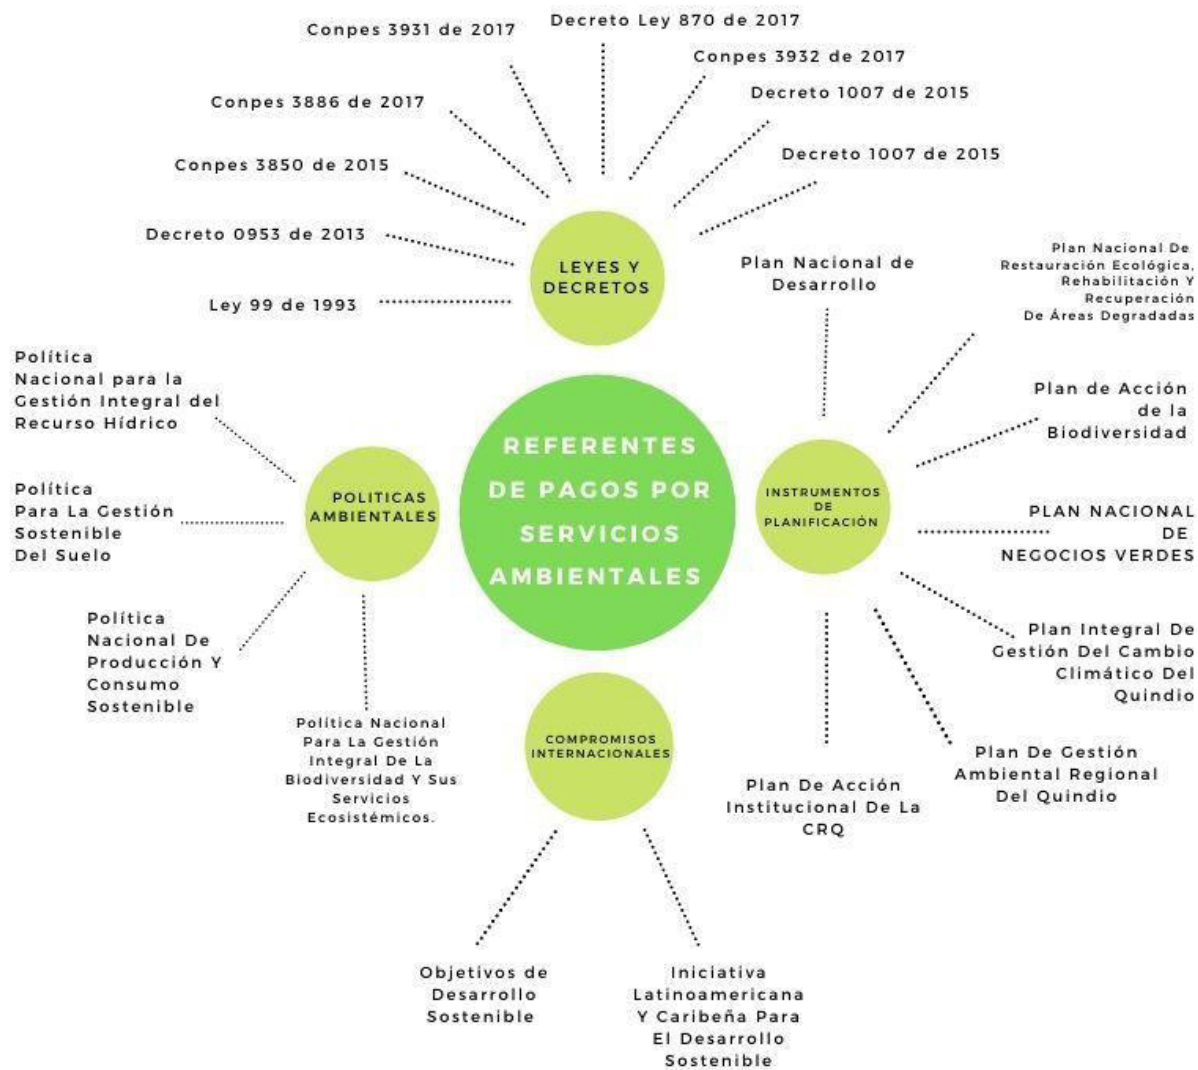 Conpes 3931 de 2017
Decreto Ley 870 de 2017
Conpes 3932 de 2017
Conpes 3886 de 2017
Decreto 1007 de 2015
Conpes 3850 de 2015
Decreto 1007 de 2015
Decreto 0953 de 2013
Ley 99 de 1993
LEYES Y
DECRETOS
Plan Nacional de
Desarrollo
Plan Nacional De
Restauración Ecológica,
Rehabilitación Y
Recuperación
De Áreas Degradadas
Política
Nacional para la
Gestión Integral del
Recurso Hídrico
Plan de Acción
de la
Biodiversidad
REFERENTES
DE PAGOS POR
SERVICIOS
AMBIENTALES
POLITICAS
AMBIENTALES
INSTRUMENTOS
DE
PLANIFICACIÓN
Política
Para La Gestión
Sostenible
Del Suelo
PLAN NACIONAL
DE
NEGOCIOS VERDES
Política
Nacional De
Producción Y
Consumo
Sostenible
Plan Integral De
Gestión Del Cambio
Climático Del
Quindio
Política Nacional
Para La Gestión
Integral De La
Biodiversidad Y Sus
Servicios
Ecosistémicos.
COMPROMISOS
INTERNACIONALES
Plan De Acción
Institucional De La
CRQ
Plan De Gestión
Ambiental Regional
Del Quindio
Objetivos de
Desarrollo
Sostenible
Iniciativa
Latinoamericana
Y Caribeña Para
El Desarrollo
Sostenible